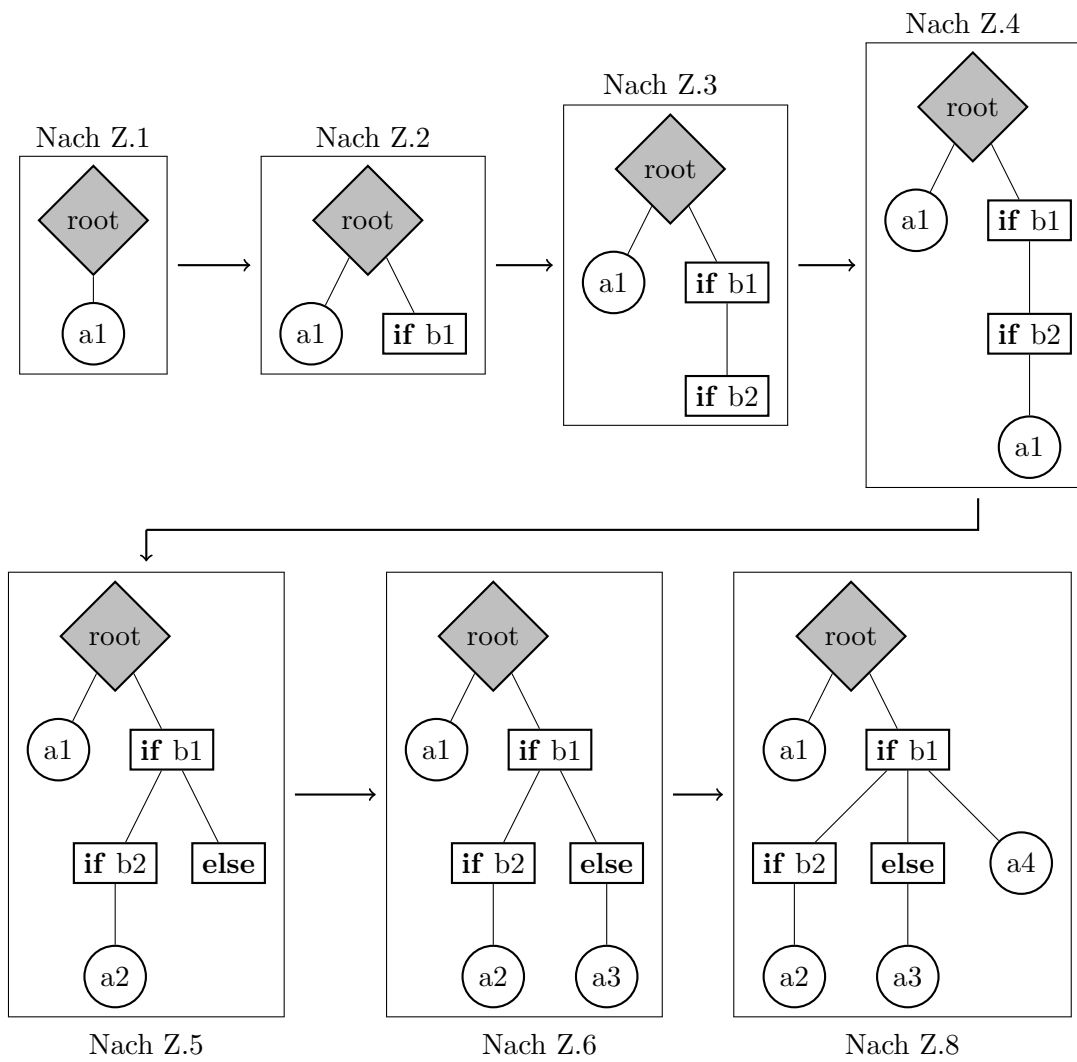 Nach Z.1
root
a1
Nach Z.2
root
a1
if b1
Nach Z.3
root
a1
if b1
if b2
Nach Z.4
root
a1
if b1
if b2
a1
root
a1
if b1
if b2
else
a2
Nach Z.5
root
a1
if b1
if b2
else
a2
a3
Nach Z.6
root
a1
if b1
if b2
else
a4
a2
a3
Nach Z.8